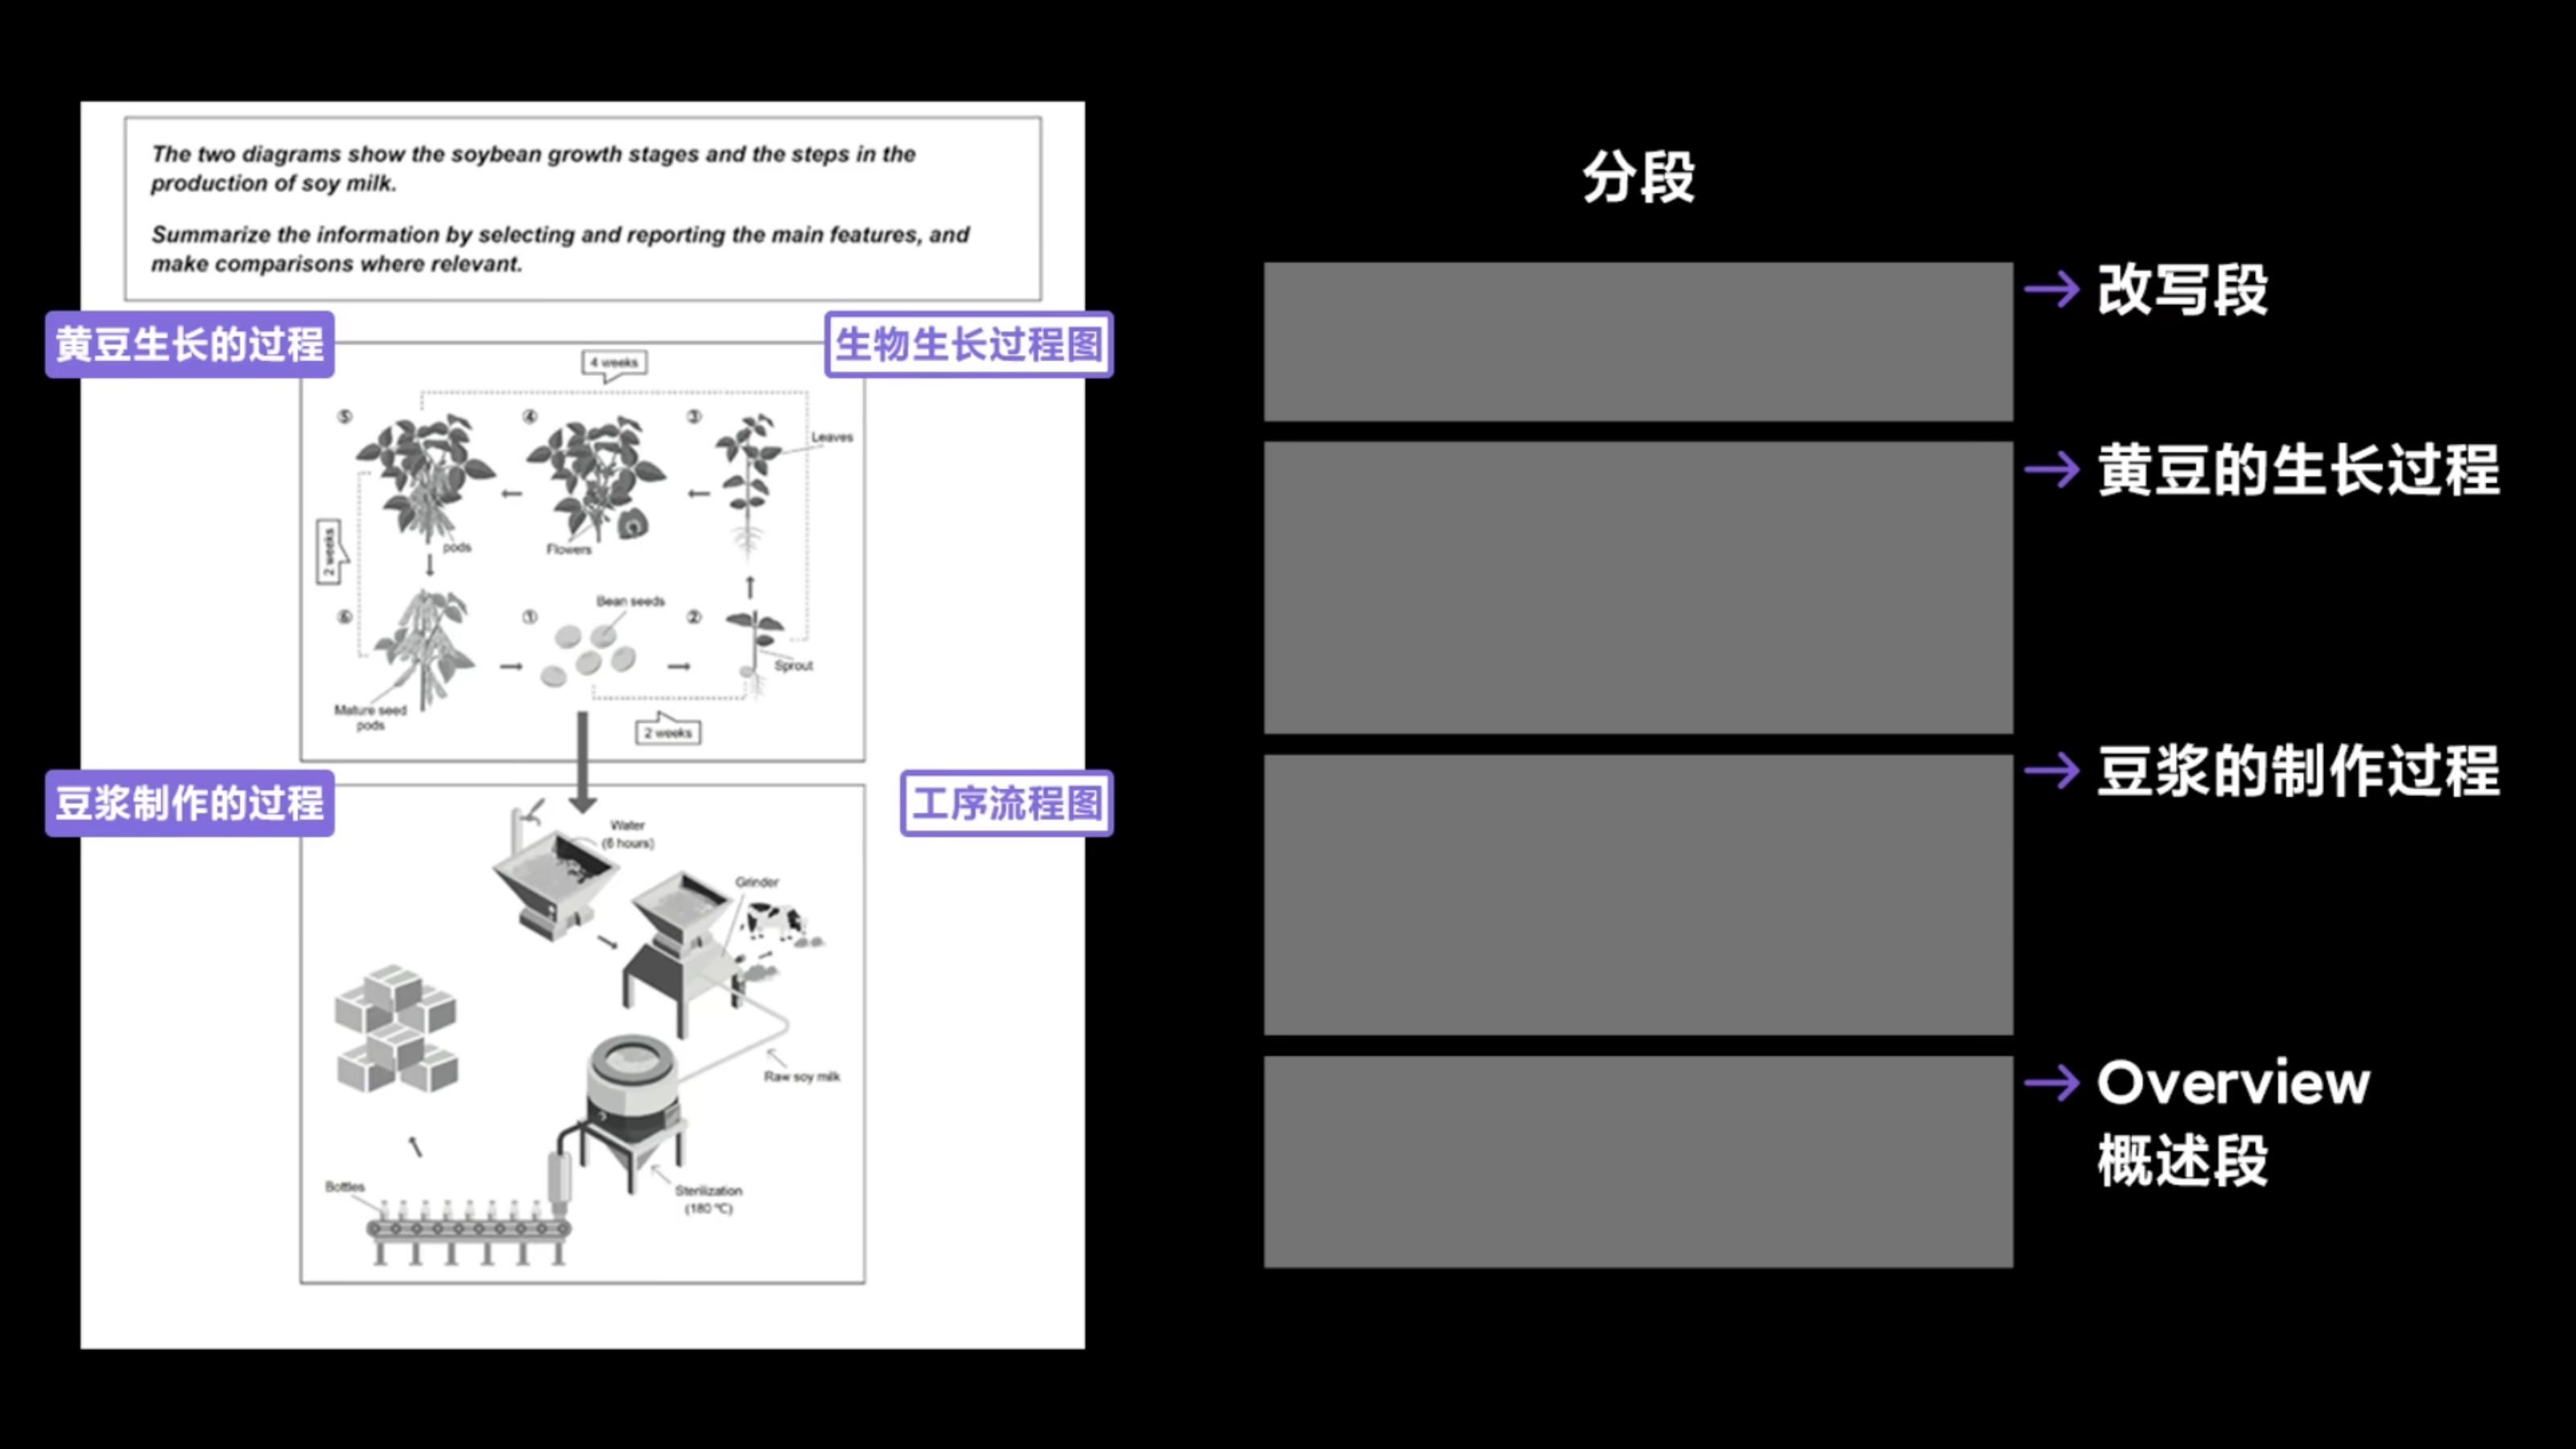 The two diagrams show the soybean growth stages and the steps in the
production of soy milk.
Summarize the information by selecting and reporting the main features, and
make comparisons where relevant.
黄豆生长的过程
生物生长过程图
4 weeks
⑤
④
③
Leaves
pods
Flowers
2 weeks
Bean seeds
⑥
①
②
Sprout
Mature seed
pods
2 weeks
豆浆制作的过程
工序流程图
Water
(6 hours)
Grinder
Raw soy milk
Bottles
Sterilization
(180 °C)
分段
改写段
黄豆的生长过程
豆浆的制作过程
Overview
概述段